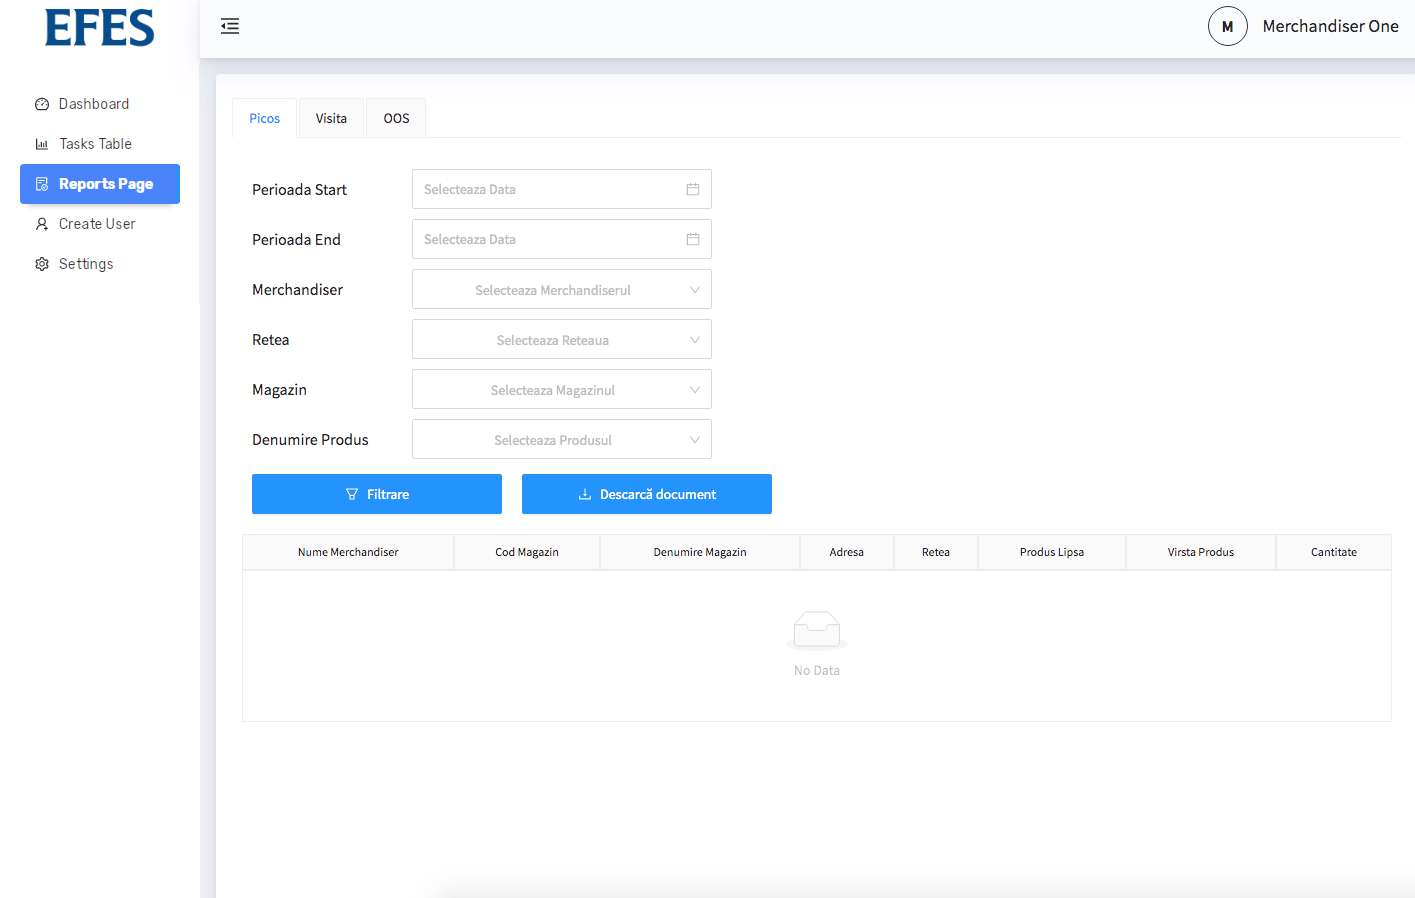 EFES
M
Merchandiser One
Dashboard
Tasks Table
Reports Page
Create User
Settings
Picos
Visita
OOS
Perioada Start
Selecteaza Data
Perioada End
Selecteaza Data
Merchandiser
Selecteaza Merchandiserul
Retea
Selecteaza Reteaua
Magazin
Selecteaza Magazinul
Denumire Produs
Selecteaza Produsul
Filtrare
Descarcă document
Nume Merchandiser
Cod Magazin
Denumire Magazin
Adresa
Retea
Produs Lipsa
Virsta Produs
Cantitate
No Data